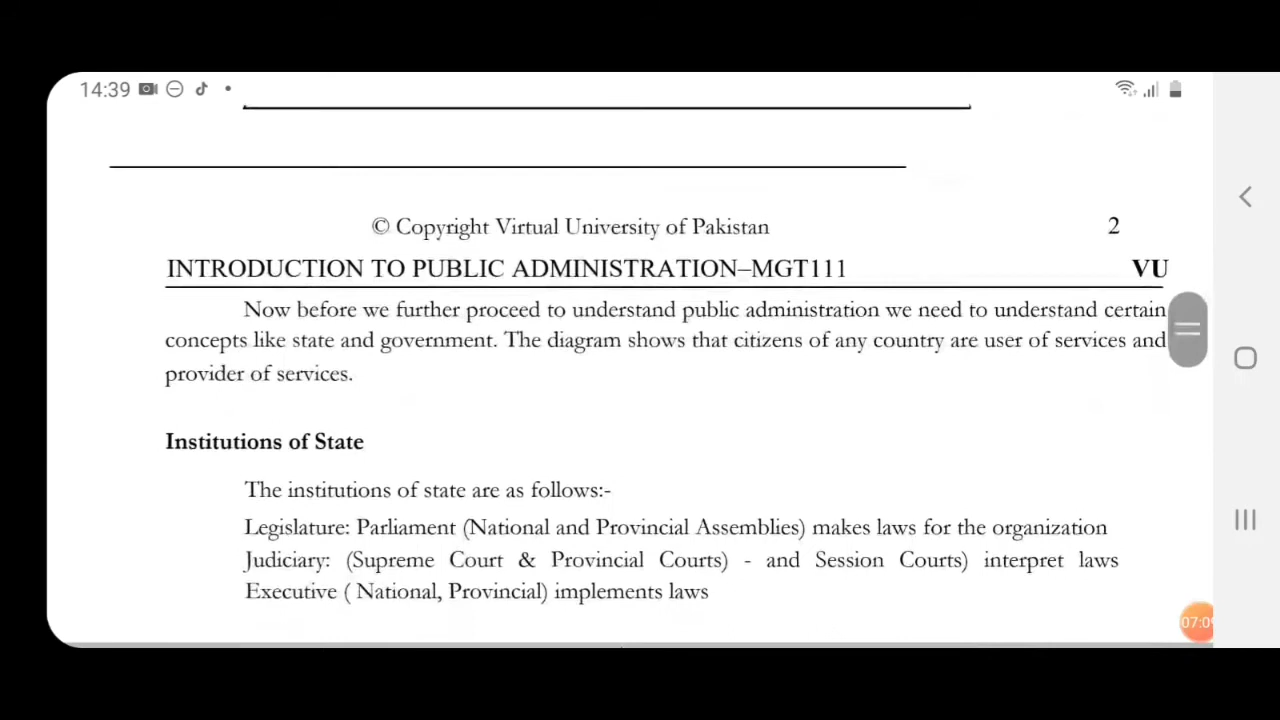 14:39
© Copyright Virtual University of Pakistan 2
INTRODUCTION TO PUBLIC ADMINISTRATION–MGT111 VU
Now before we further proceed to understand public administration we need to understand certain
concepts like state and government. The diagram shows that citizens of any country are user of services and
provider of services.
Institutions of State
The institutions of state are as follows:-
Legislature: Parliament (National and Provincial Assemblies) makes laws for the organization
Judiciary: (Supreme Court & Provincial Courts) - and Session Courts) interpret laws
Executive ( National, Provincial) implements laws